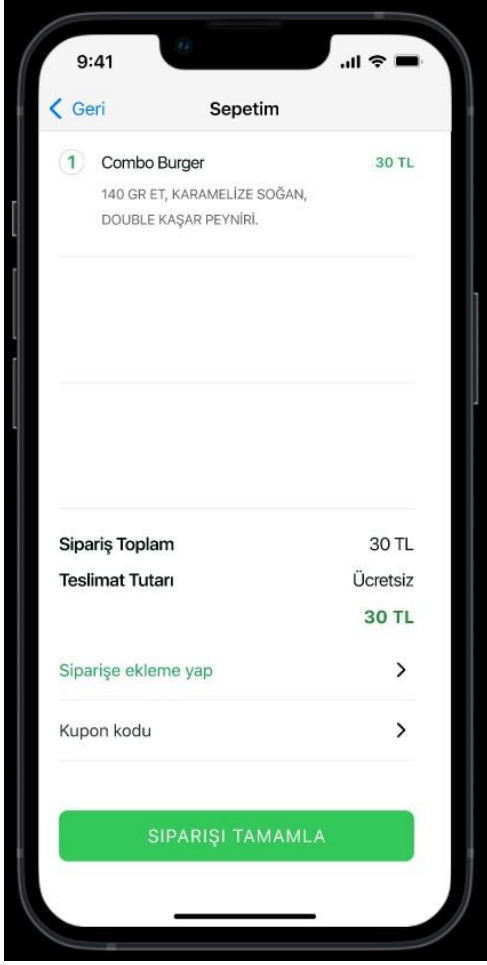 9:41
Geri
Sepetim
1 Combo Burger 30 TL
140 GR ET, KARAMELİZE SOĞAN,
DOUBLE KAŞAR PEYNİRİ.
Sipariş Toplam 30 TL
Teslimat Tutarı Ücretsiz
30 TL
Siparişe ekleme yap
Kupon kodu
SIPARIŞI TAMAMLA